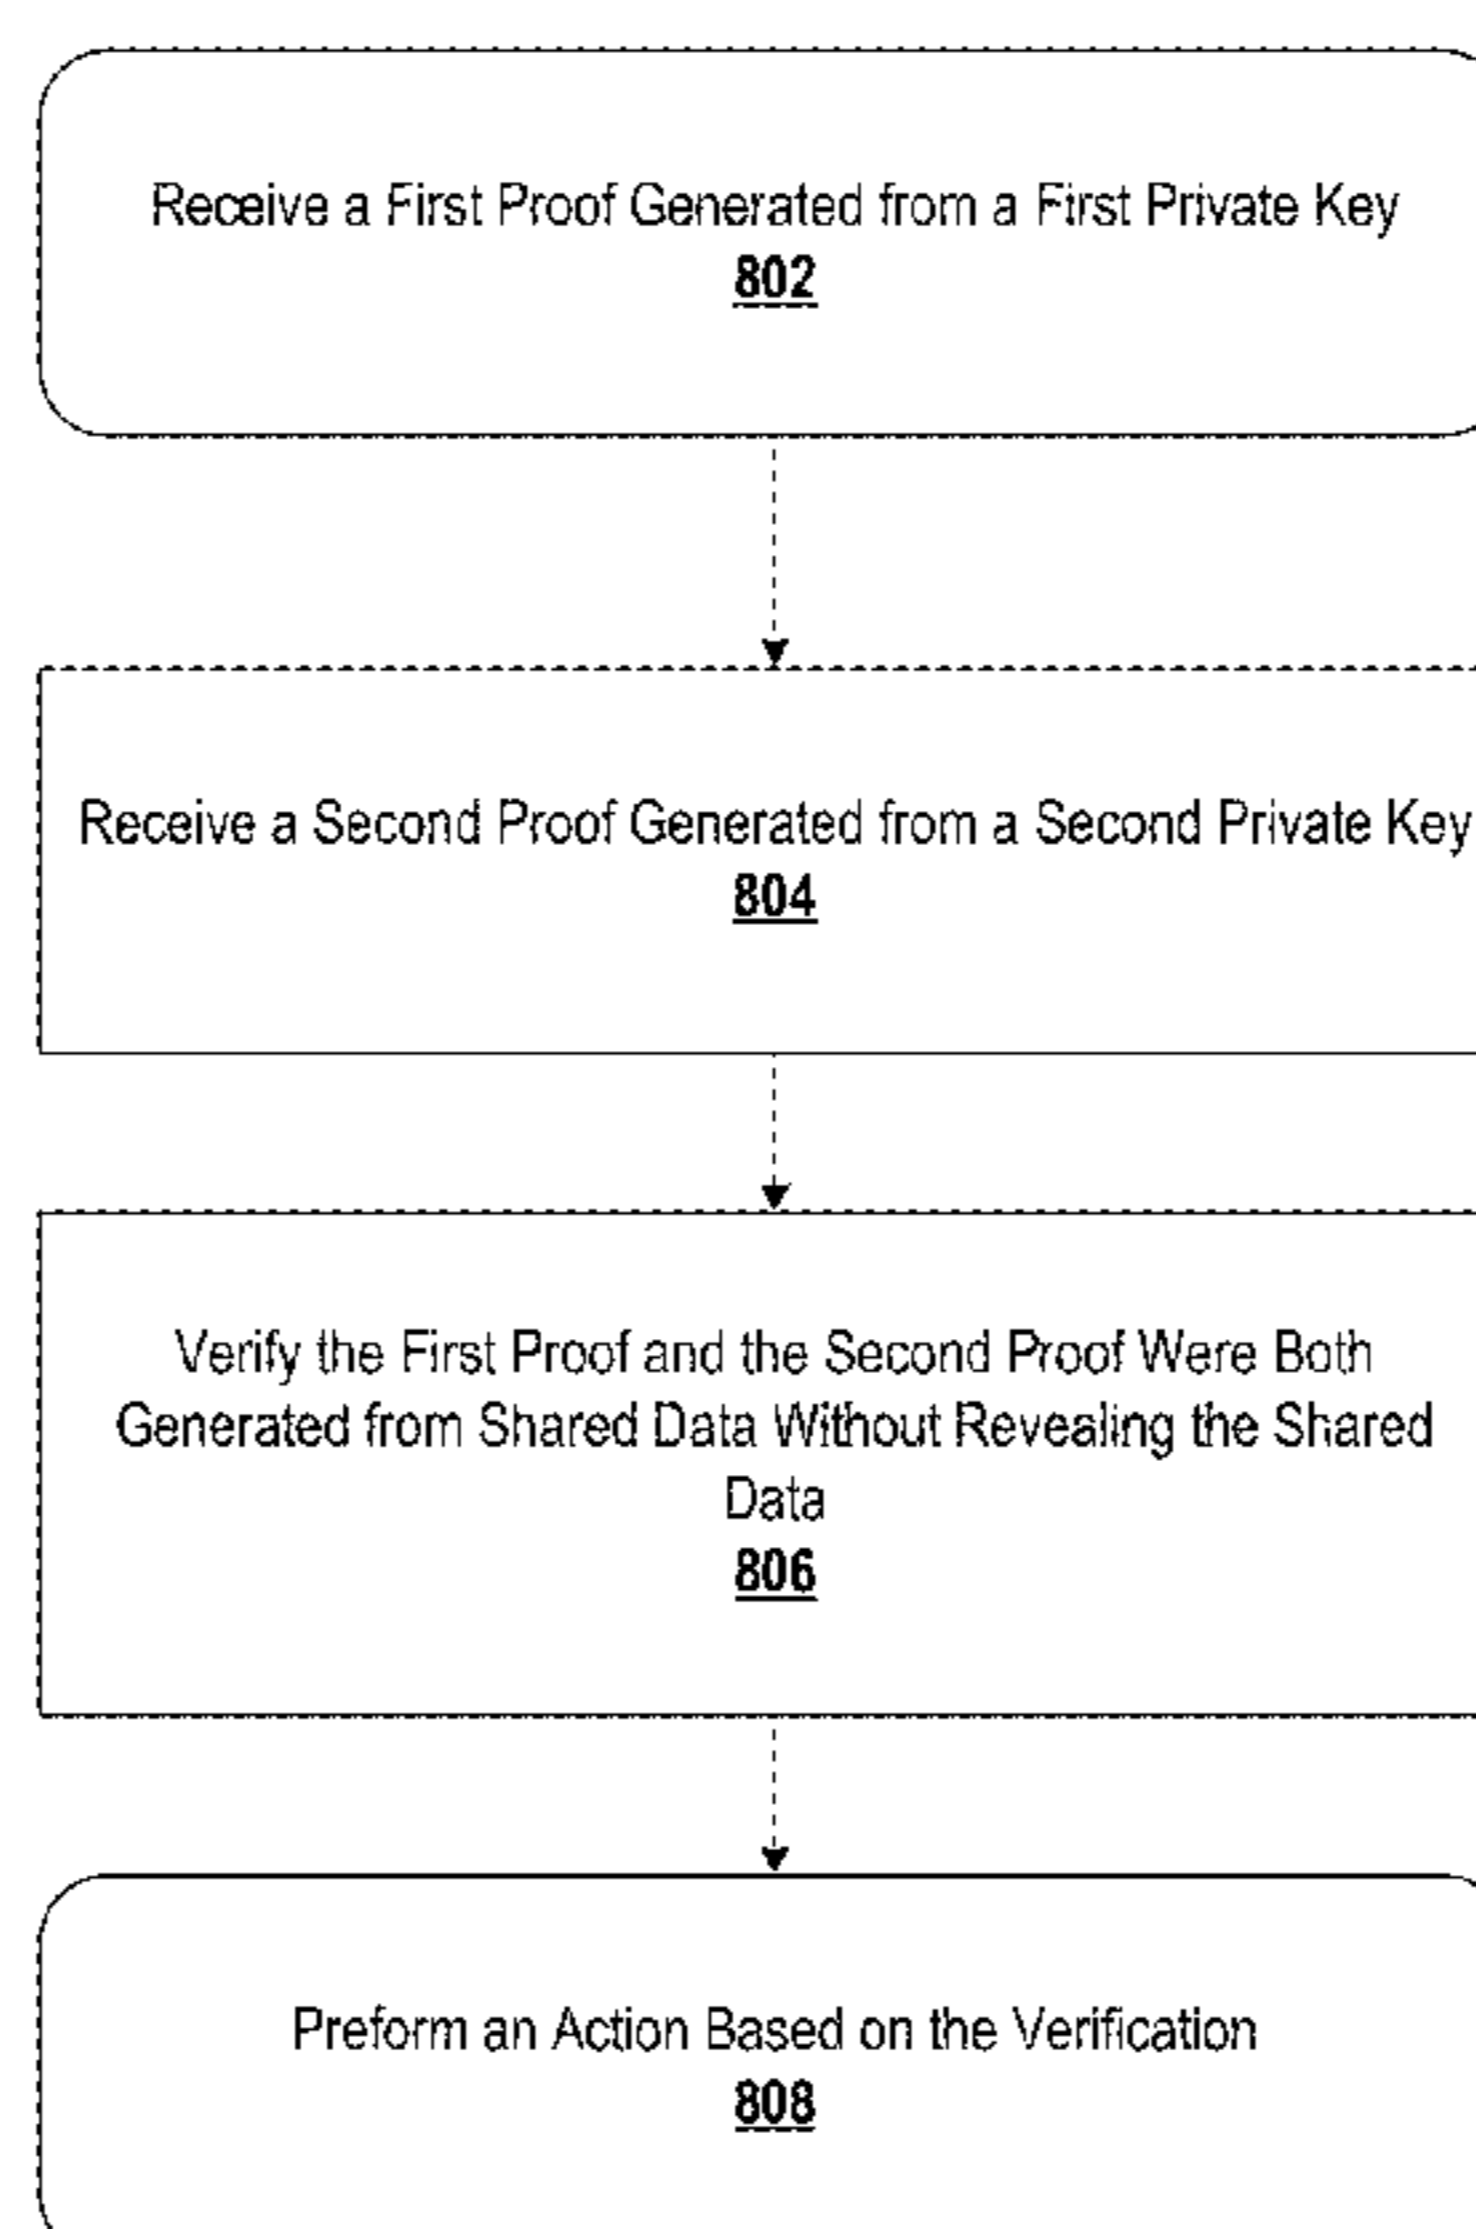 Receive a First Proof Generated from a First Private Key
802
Receive a Second Proof Generated from a Second Private Key
804
Verify the First Proof and the Second Proof Were Both
Generated from Shared Data Without Revealing the Shared
Data
806
Preform an Action Based on the Verification
808